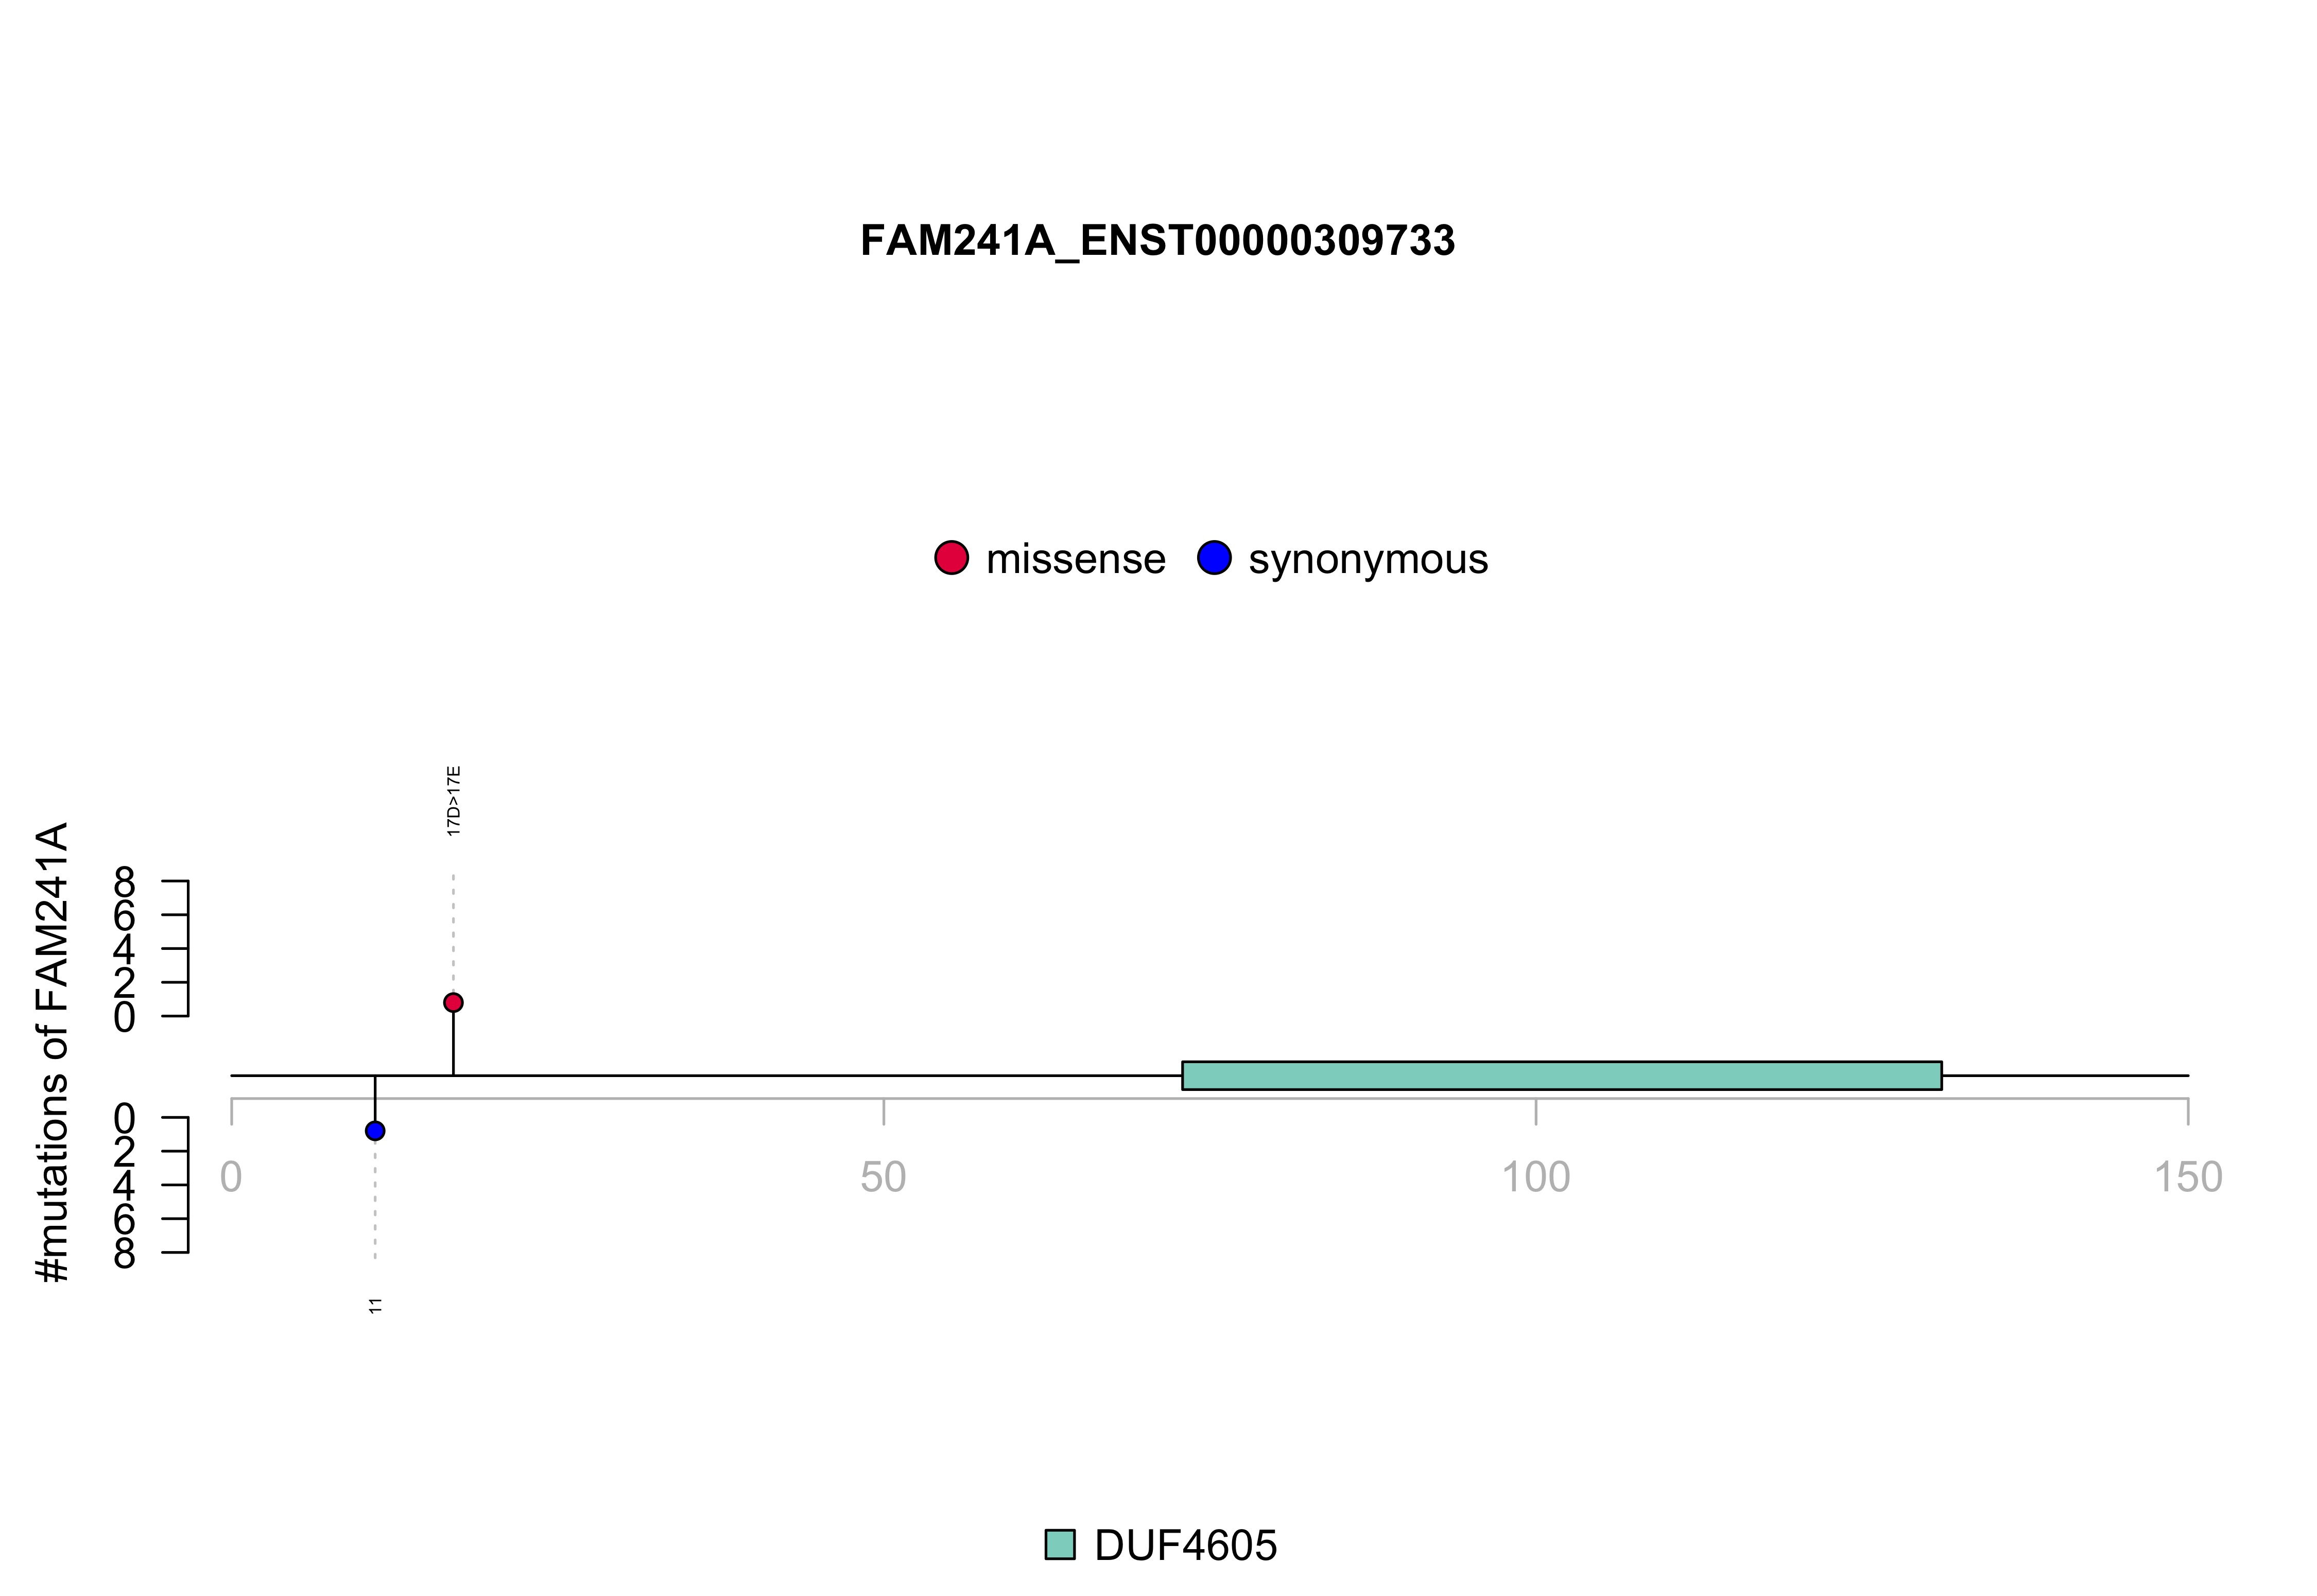 FAM241A_ENST00000309733
missense synonymous
17D>17E
#mutations of FAM241A
8
6
4
2
0
0
2
4
6
8
0 50 100 150
11
DUF4605